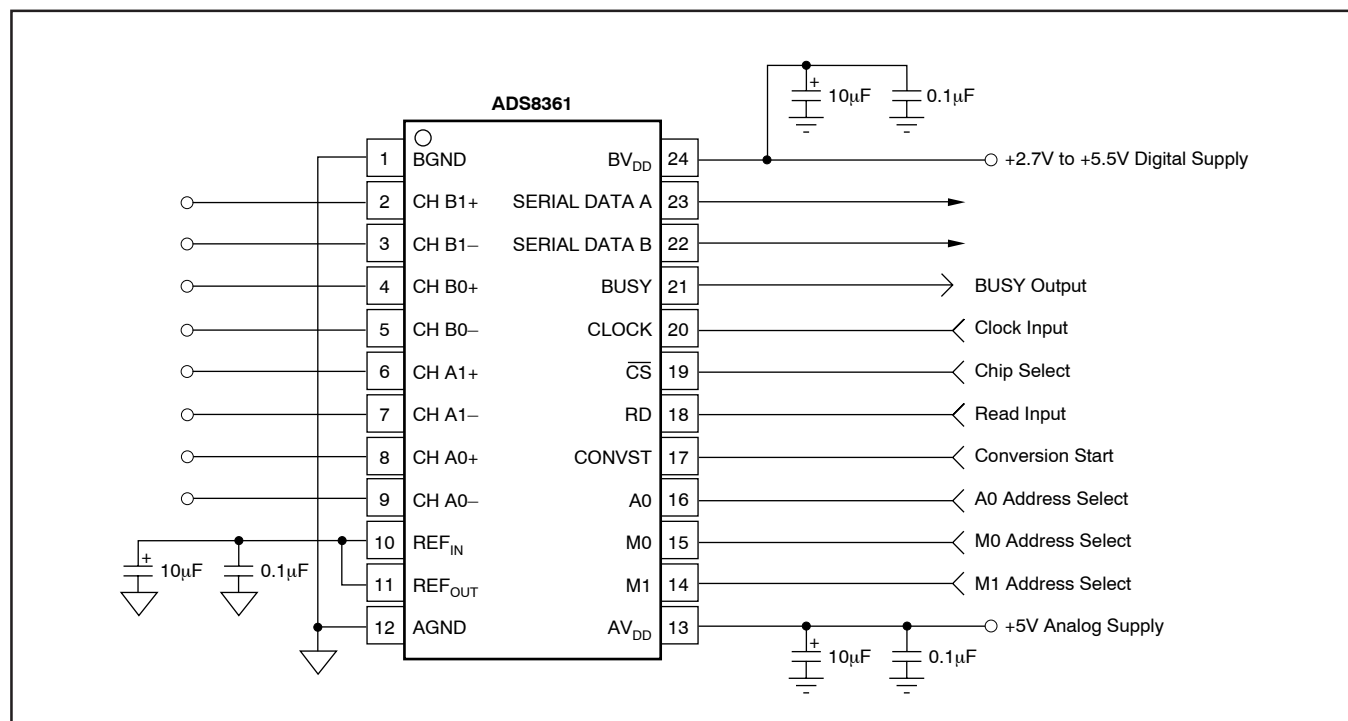 ADS8361
+
10µF
0.1µF
1
BGND
BVDD
24
+2.7V to +5.5V Digital Supply
2
CH B1+
SERIAL DATA A
23
3
CH B1–
SERIAL DATA B
22
4
CH B0+
BUSY
21
BUSY Output
5
CH B0–
CLOCK
20
Clock Input
6
CH A1+
CS
19
Chip Select
7
CH A1–
RD
18
Read Input
8
CH A0+
CONVST
17
Conversion Start
9
CH A0–
A0
16
A0 Address Select
10
REFIN
M0
15
M0 Address Select
+
10µF
0.1µF
11
REFOUT
M1
14
M1 Address Select
12
AGND
AVDD
13
+5V Analog Supply
+
10µF
0.1µF